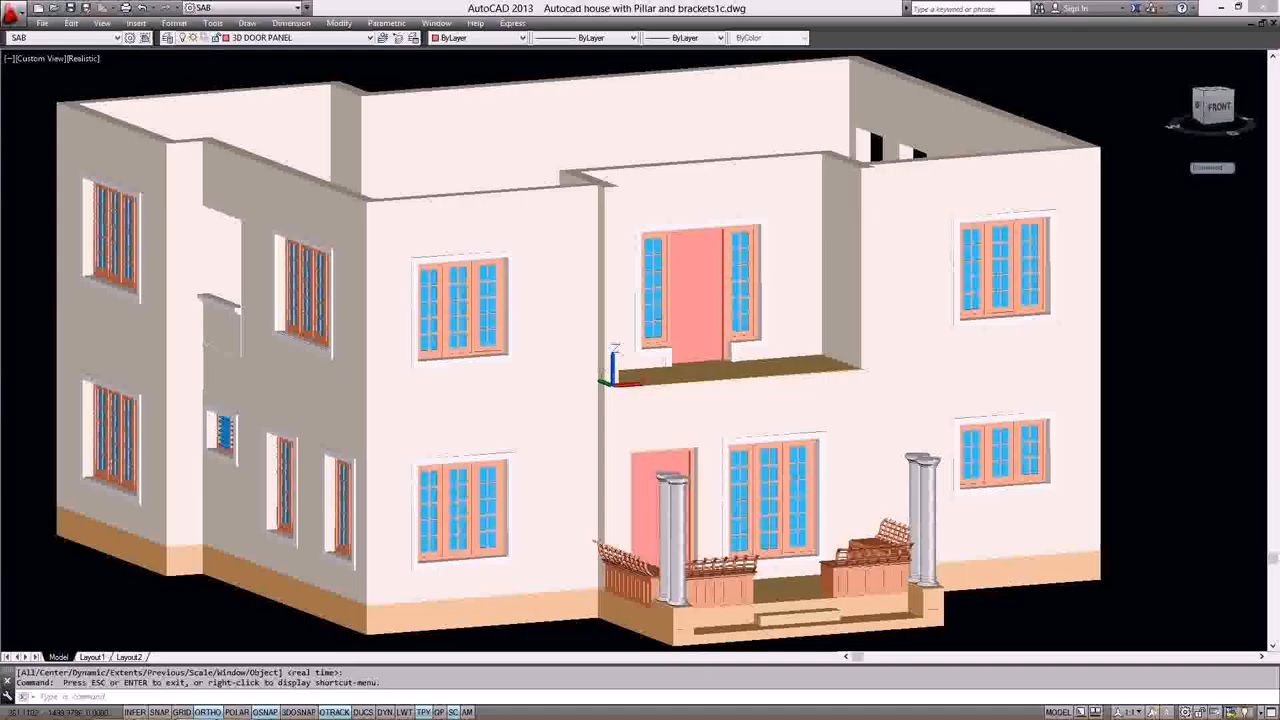 SAB
AutoCAD 2013 Autocad house with Pillar and brackets1c.dwg
Type a keyword or phrase
Sign In
File Edit View Insert Format Tools Draw Dimension Modify Parametric Window Help Express
SAB 3D DOOR PANEL ByLayer ByLayer ByLayer ByColor
[−][Custom View][Realistic]
FRONT
Model Layout1 Layout2
[All/Center/Dynamic/Extents/Previous/Scale/Window/Object] <real time>:
Command: Press ESC or ENTER to exit, or right-click to display shortcut-menu.
Type a command
INFER SNAP GRID ORTHO POLAR OSNAP 3DOSNAP OTRACK DUCS DYN LWT TPY QP SC AM MODEL 1:1